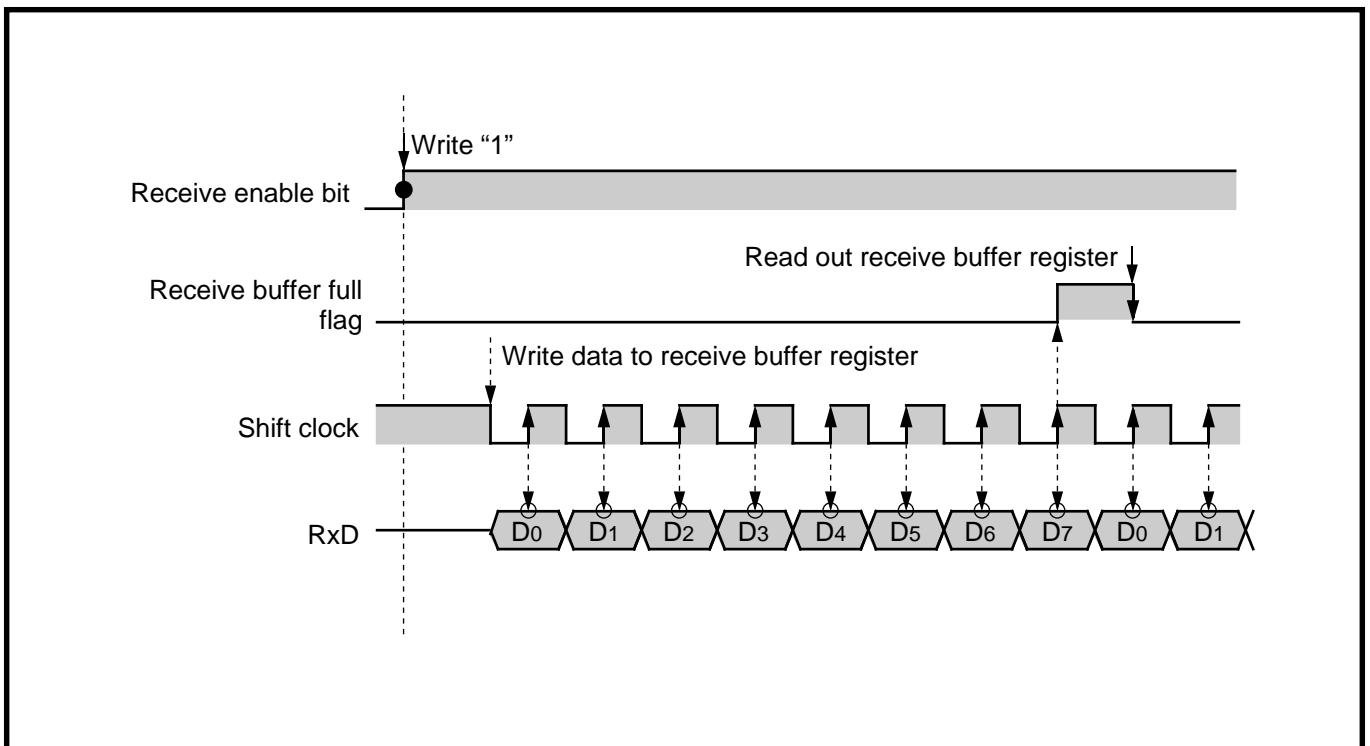 Write “1”
Receive enable bit
Read out receive buffer register
Receive buffer full
flag
Write data to receive buffer register
Shift clock
RxD
D0 D1 D2 D3 D4 D5 D6 D7 D0 D1